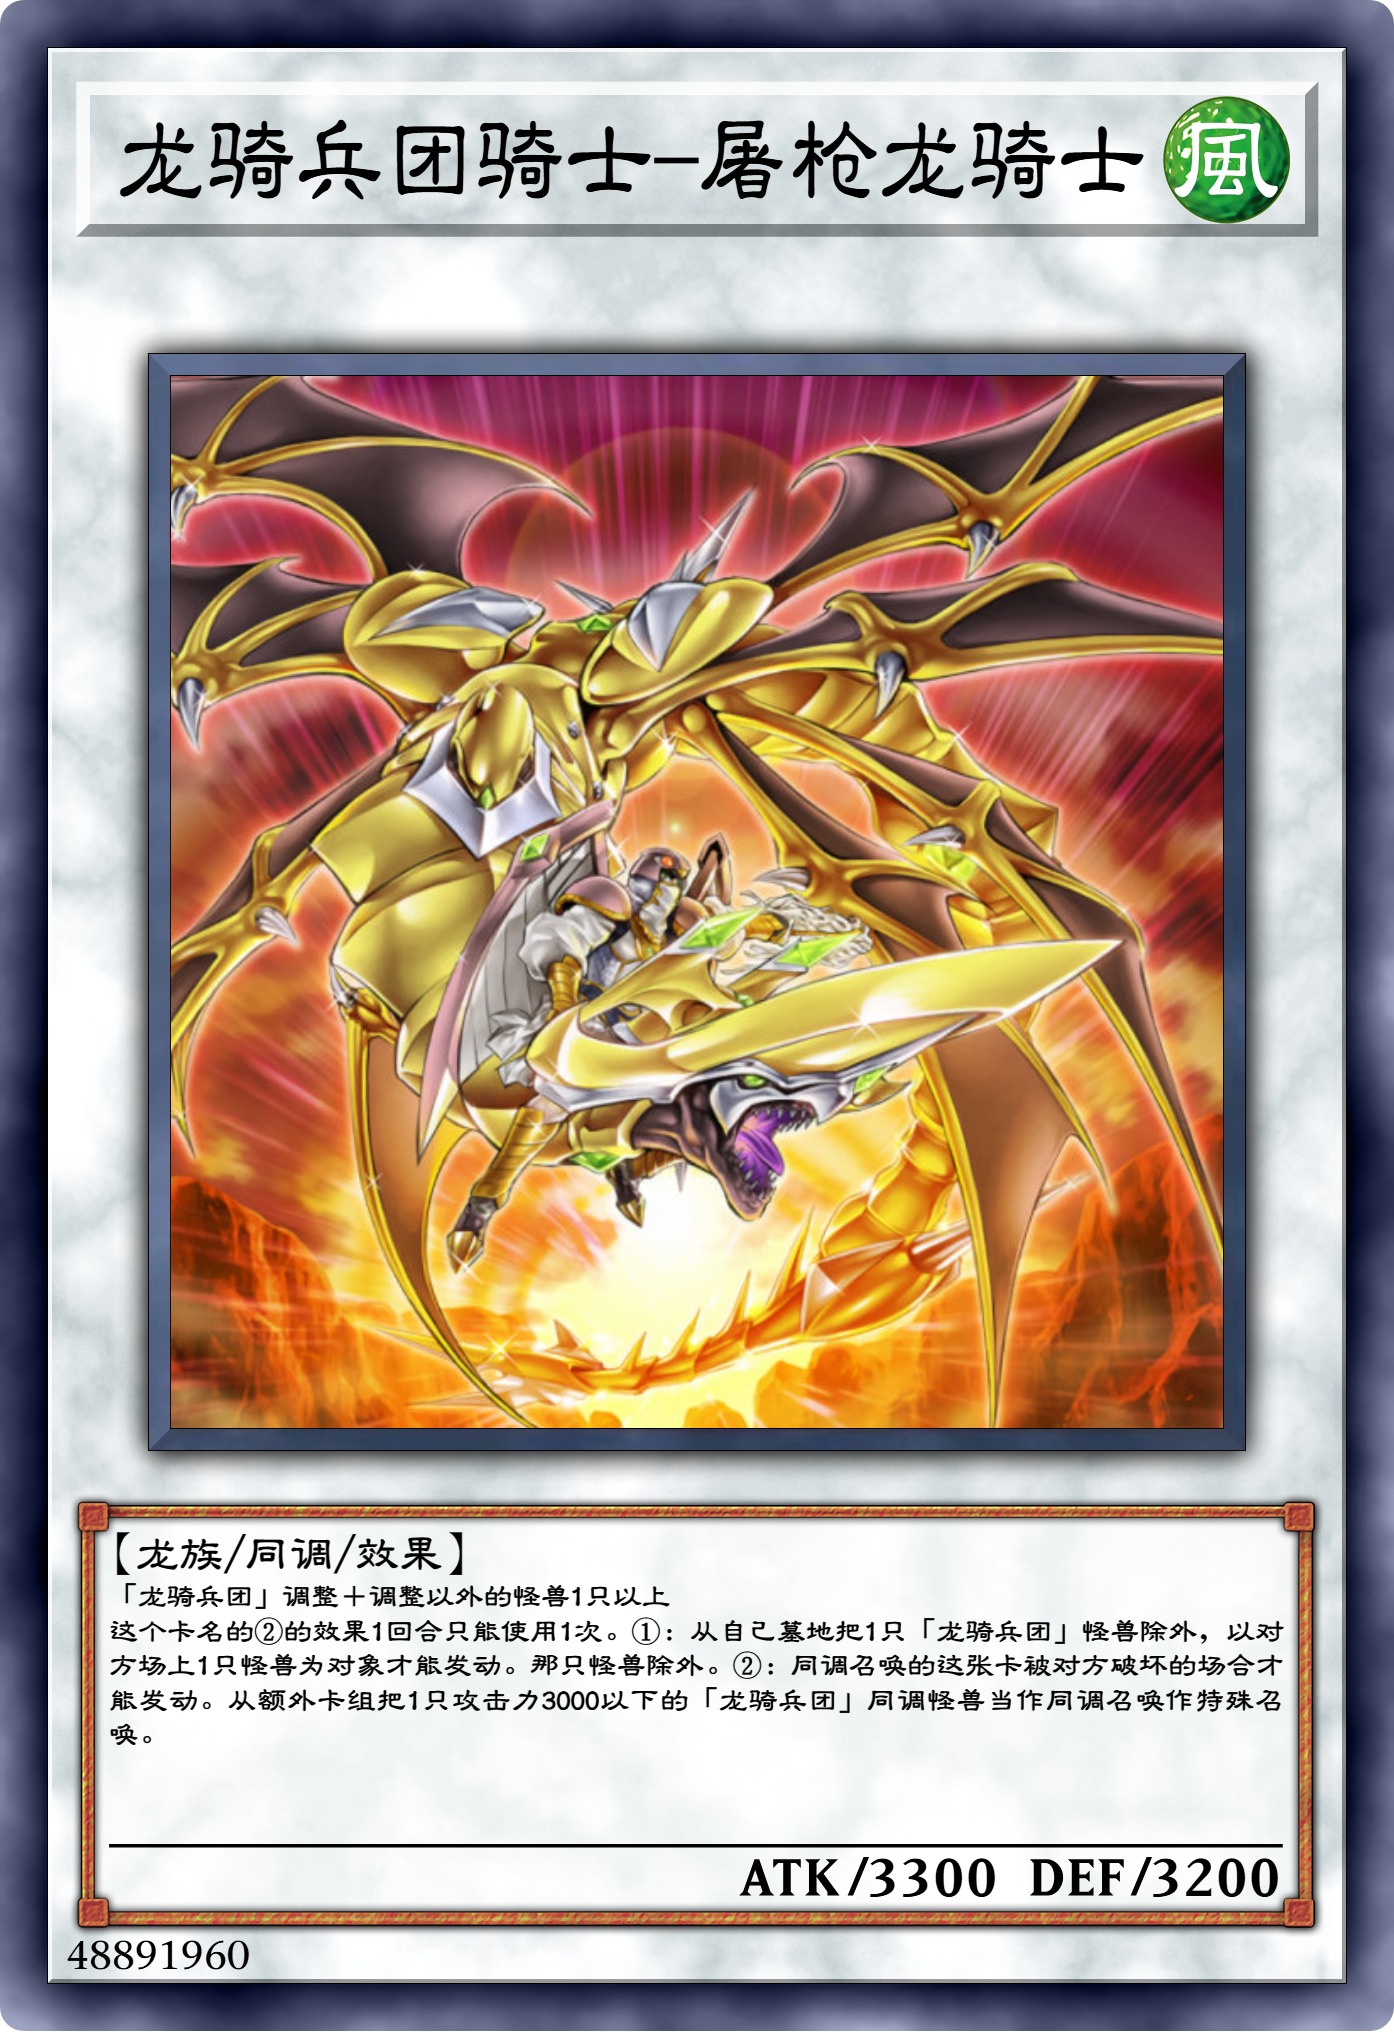 龙骑兵团骑士-屠枪龙骑士
風
【龙族/同调/效果】
「龙骑兵团」调整＋调整以外的怪兽1只以上
这个卡名的②的效果1回合只能使用1次。①：从自己墓地把1只「龙骑兵团」怪兽除外，以对
方场上1只怪兽为对象才能发动。那只怪兽除外。②：同调召唤的这张卡被对方破坏的场合才
能发动。从额外卡组把1只攻击力3000以下的「龙骑兵团」同调怪兽当作同调召唤作特殊召
唤。
ATK/3300 DEF/3200
48891960